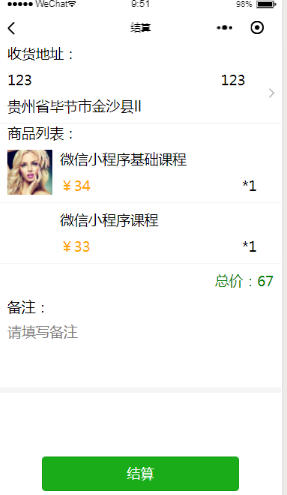 WeChat 9:51 98%
结算
收货地址：
123 123
贵州省毕节市金沙县II
商品列表：
微信小程序基础课程
￥34 *1
微信小程序课程
￥33 *1
总价：67
备注：
请填写备注
结算